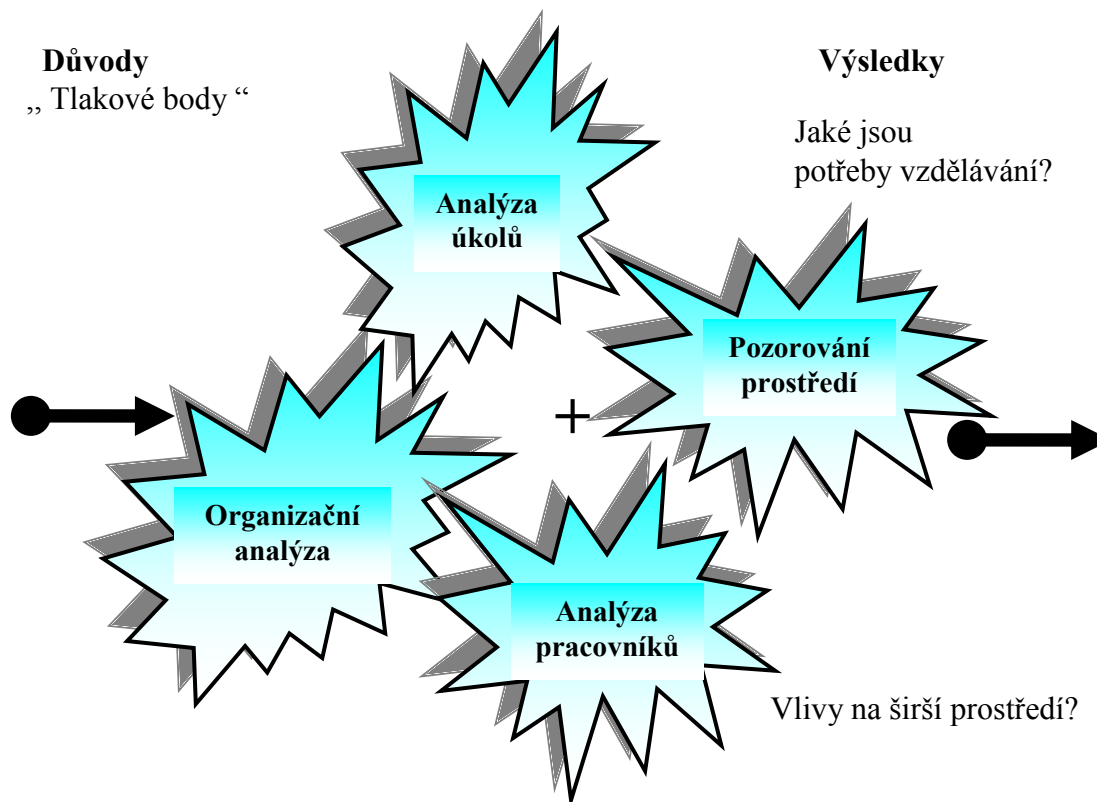 Důvody
„ Tlakové body “
Výsledky
Jaké jsou
potřeby vzdělávání?
Analýza
úkolů
Pozorování
prostředí
+
Organizační
analýza
Analýza
pracovníků
Vlivy na širší prostředí?